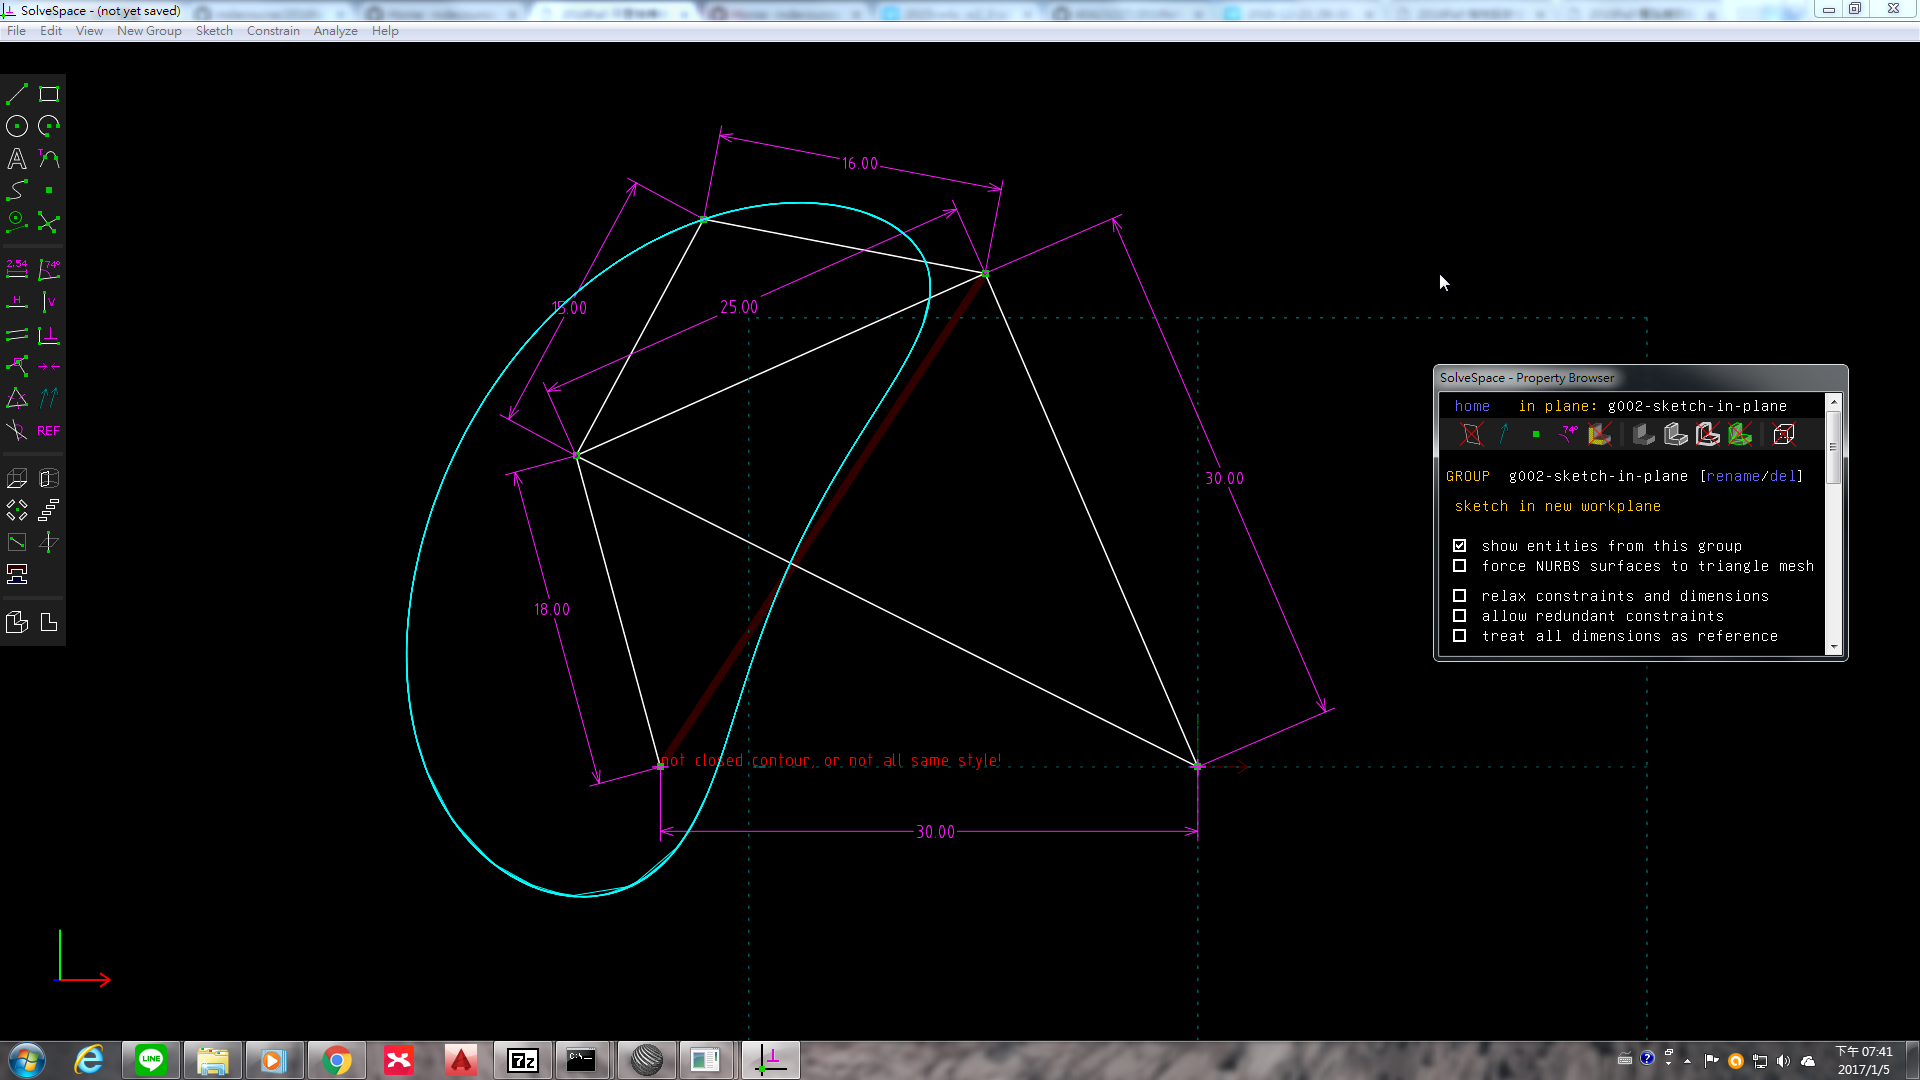 SolveSpace - (not yet saved)
File Edit View New Group Sketch Constrain Analyze Help
16.00
15.00
25.00
30.00
18.00
not closed contour, or not all same style!
30.00
2.54 74°
H V
REF
SolveSpace - Property Browser
home in plane: g002-sketch-in-plane
74°
GROUP g002-sketch-in-plane [rename/del]
sketch in new workplane
show entities from this group
force NURBS surfaces to triangle mesh
relax constraints and dimensions
allow redundant constraints
treat all dimensions as reference
LINE
7z
C:\_
下午 07:41
2017/1/5